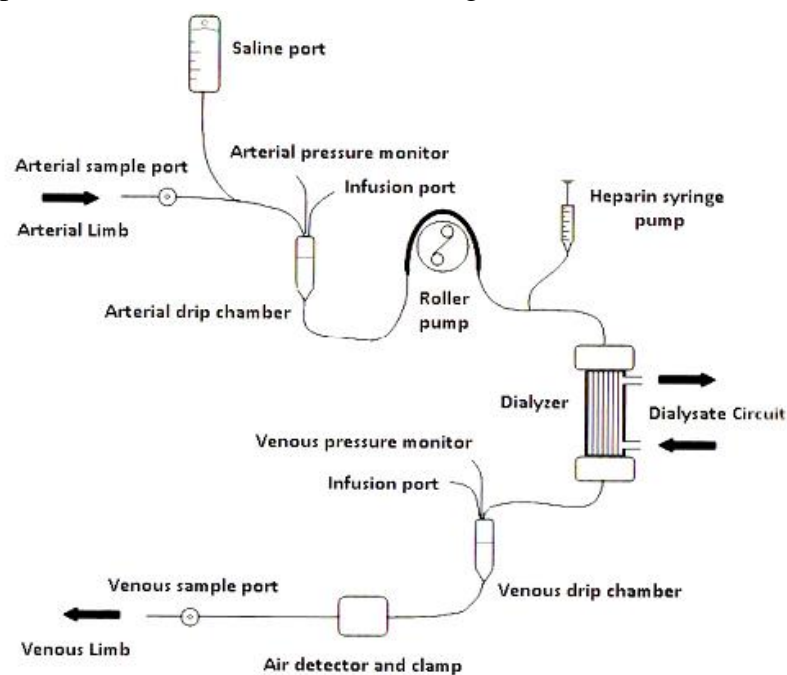 Saline port
Arterial pressure monitor
Arterial sample port
Infusion port
Heparin syringe
pump
Arterial Limb
Roller
pump
Arterial drip chamber
Dialyzer
Dialysate Circuit
Venous pressure monitor
Infusion port
Venous sample port
Venous drip chamber
Venous Limb
Air detector and clamp